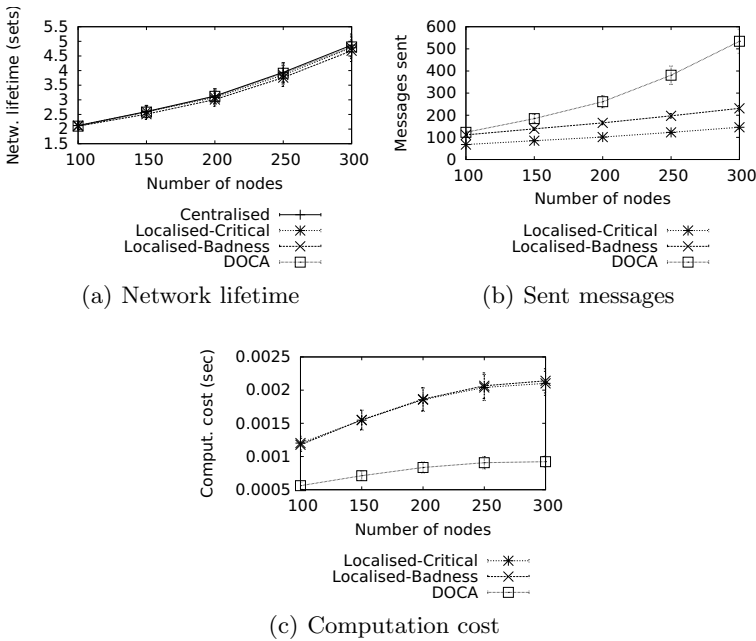 5.5
4.5
3.5
2.5
2
1.5
100 150 200 250 300
Netw. lifetime (sets)
Number of nodes
Centralised
Localised-Critical
Localised-Badness
DOCA
(a) Network lifetime
600
500
400
300
200
100
0
100 150 200 250 300
Messages sent
Number of nodes
Localised-Critical
Localised-Badness
DOCA
(b) Sent messages
0.0025
0.002
0.0015
0.001
0.0005
100 150 200 250 300
Comput. cost (sec)
Number of nodes
Localised-Critical
Localised-Badness
DOCA
(c) Computation cost